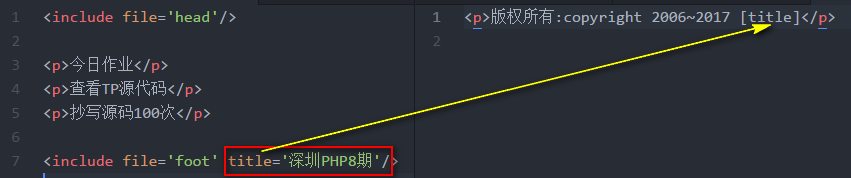 1 <include file='head'/>
2
3 <p>今日作业</p>
4 <p>查看TP源代码</p>
5 <p>抄写源码100次</p>
6
7 <include file='foot' title='深圳PHP8期'/>
1 <p>版权所有:copyright 2006~2017 [title]</p>
2